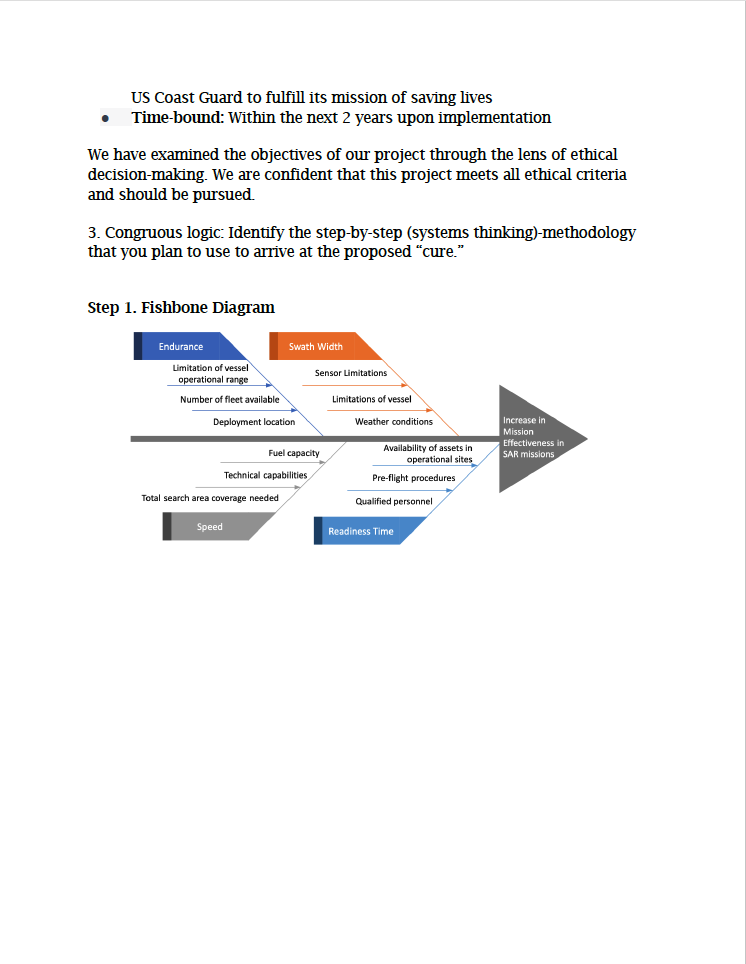 US Coast Guard to fulfill its mission of saving lives
● Time-bound: Within the next 2 years upon implementation
We have examined the objectives of our project through the lens of ethical
decision-making. We are confident that this project meets all ethical criteria
and should be pursued.
3. Congruous logic: Identify the step-by-step (systems thinking)-methodology
that you plan to use to arrive at the proposed “cure.”
Step 1. Fishbone Diagram
Endurance
Limitation of vessel
operational range
Number of fleet available
Deployment location
Swath Width
Sensor Limitations
Limitations of vessel
Weather conditions
Fuel capacity
Technical capabilities
Total search area coverage needed
Speed
Availability of assets in
operational sites
Pre-flight procedures
Qualified personnel
Readiness Time
Increase in
Mission
Effectiveness in
SAR missions